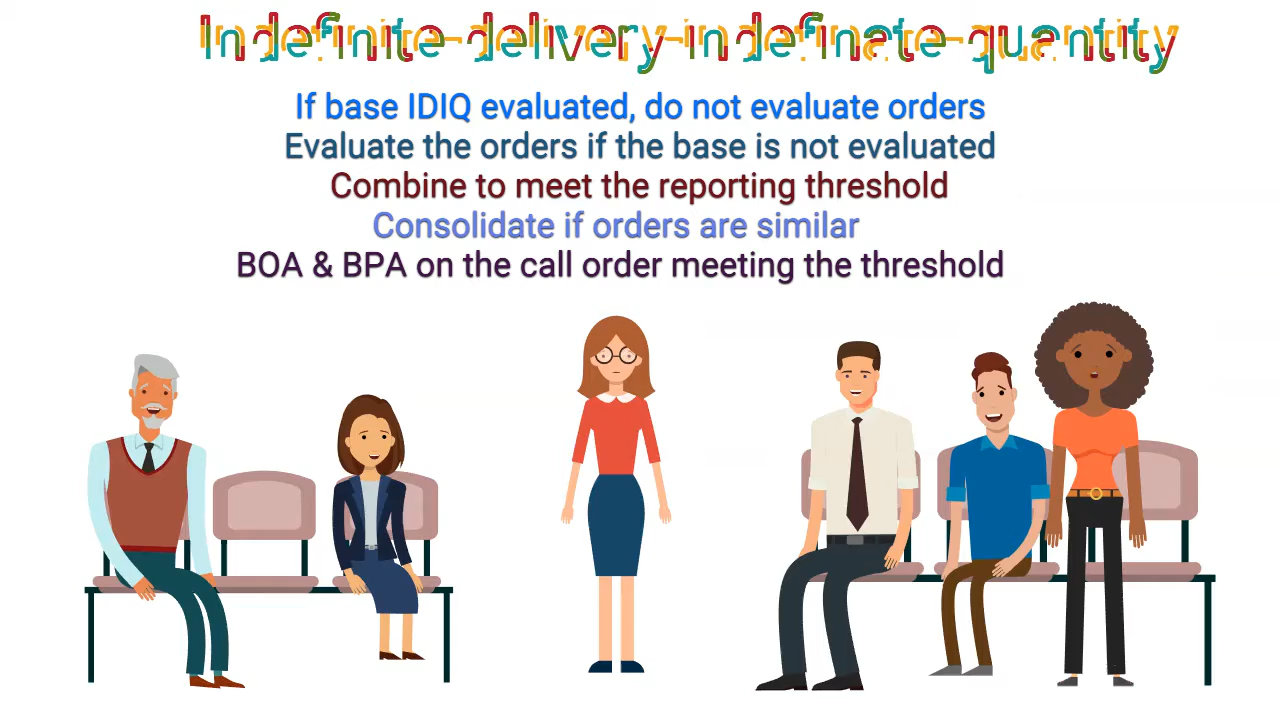 Indefinite-delivery-indefinate-quantity
If base IDIQ evaluated, do not evaluate orders
Evaluate the orders if the base is not evaluated
Combine to meet the reporting threshold
Consolidate if orders are similar
BOA & BPA on the call order meeting the threshold